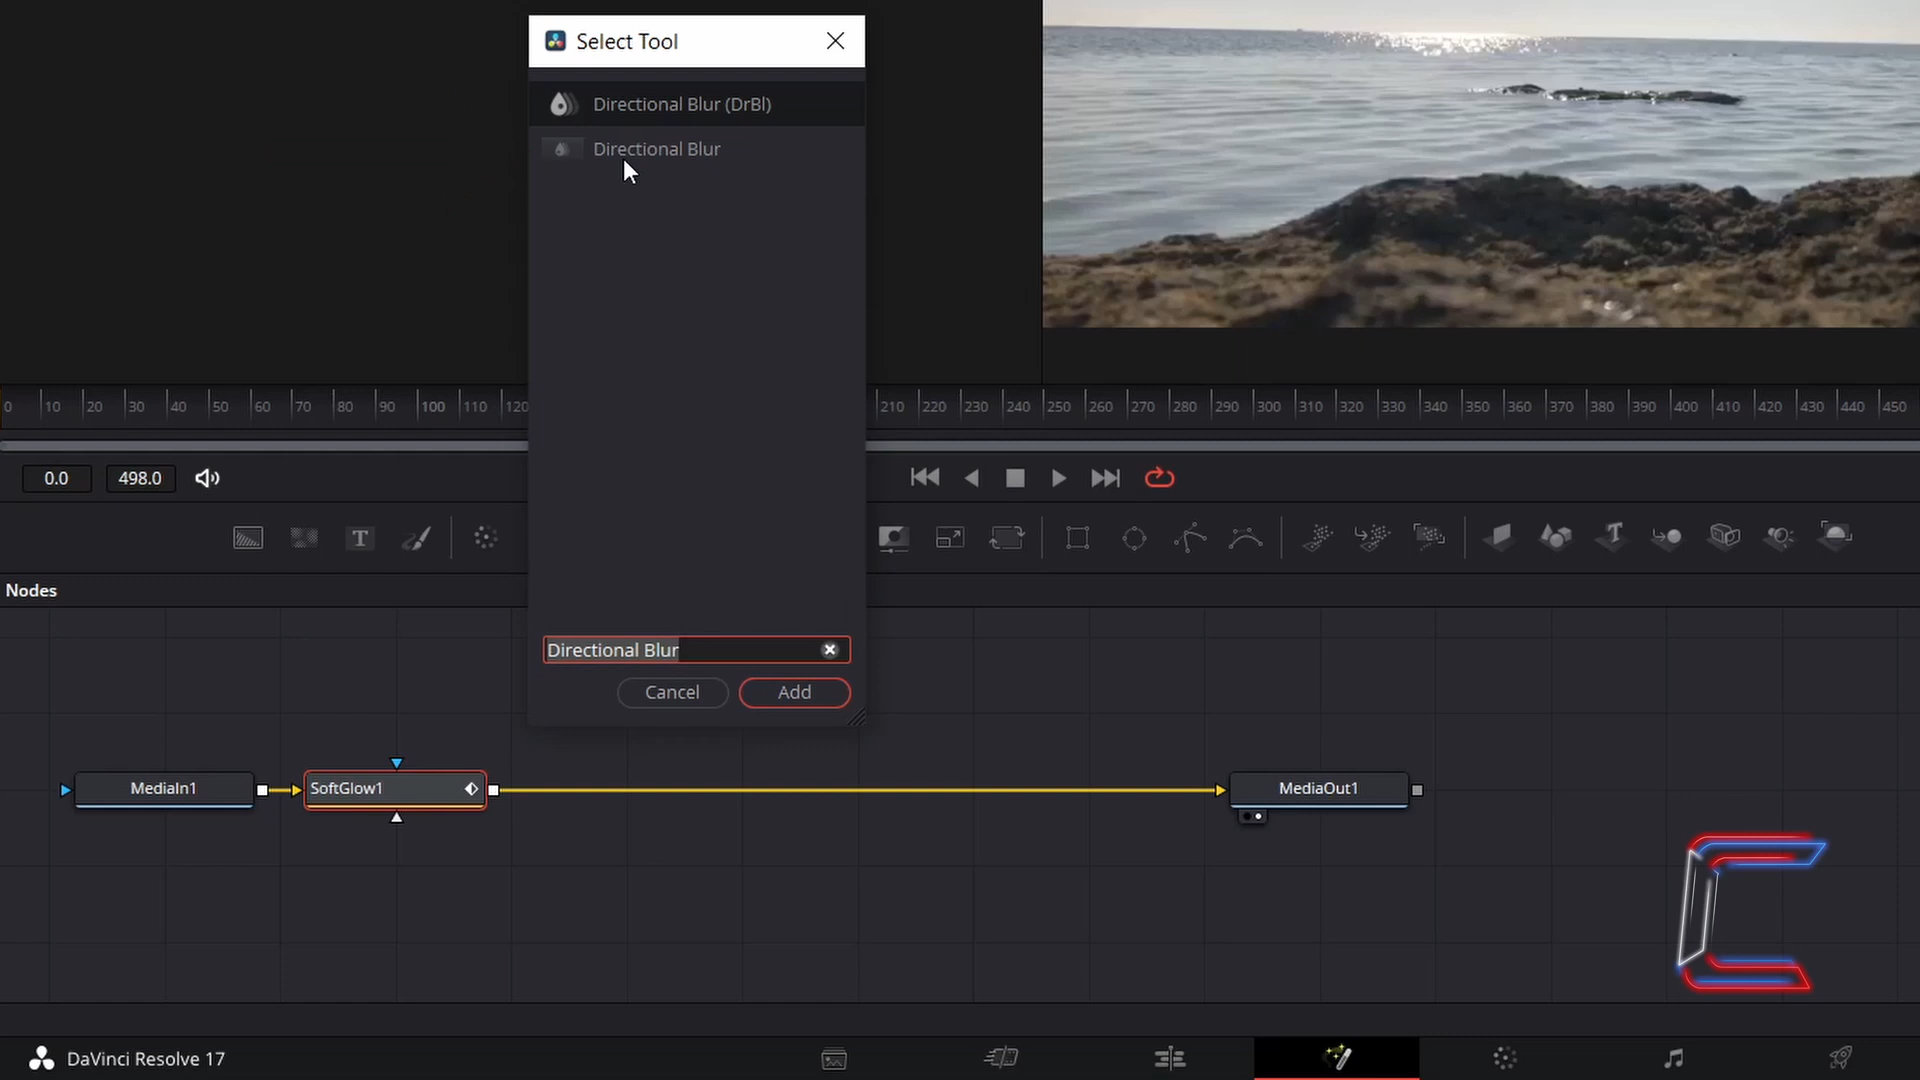 Select Tool
Directional Blur (DrBl)
Directional Blur
0 10 20 30 40 50 60 70 80 90 100 110 120 210 220 230 240 250 260 270 280 290 300 310 320 330 340 350 360 370 380 390 400 410 420 430 440 450
0.0 498.0
T
Nodes
Directional Blur
Cancel Add
MediaIn1 SoftGlow1 MediaOut1
C
DaVinci Resolve 17